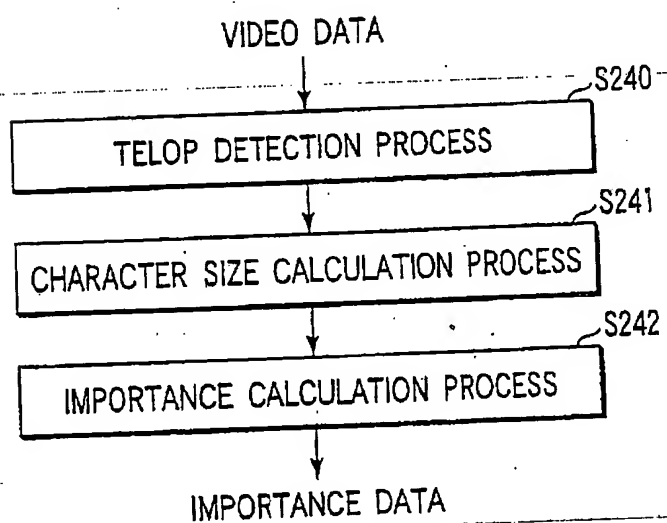 VIDEO DATA
S240
TELOP DETECTION PROCESS
S241
CHARACTER SIZE CALCULATION PROCESS
S242
IMPORTANCE CALCULATION PROCESS
IMPORTANCE DATA